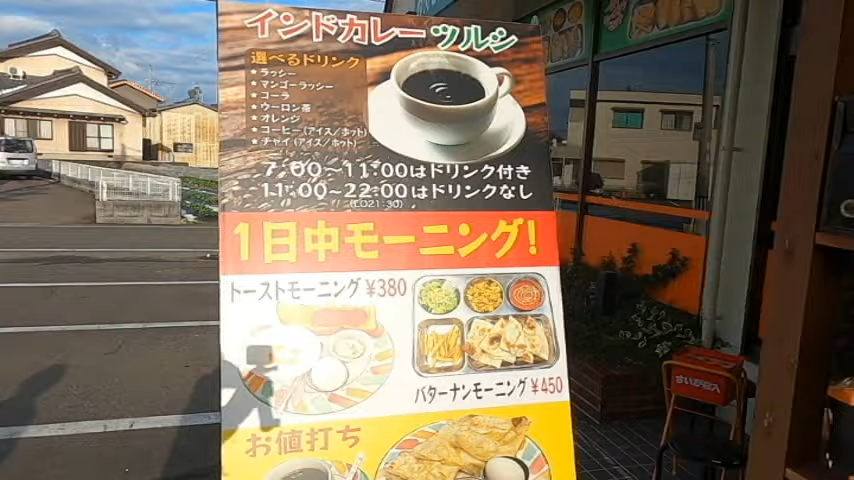 インドカレー ツルシ
選べるドリンク
★ラッシー
★マンゴーラッシー
★コーラ
★ウーロン茶
★オレンジ
★コーヒー(アイス/ホット)
★チャイ(アイス/ホット)
7:00～11:00はドリンク付き
11:00～22:00はドリンクなし
(LO21:30)
1日中モーニング!
トーストモーニング ¥380
バターナンモーニング ¥450
お値打ち
すいがら入れ